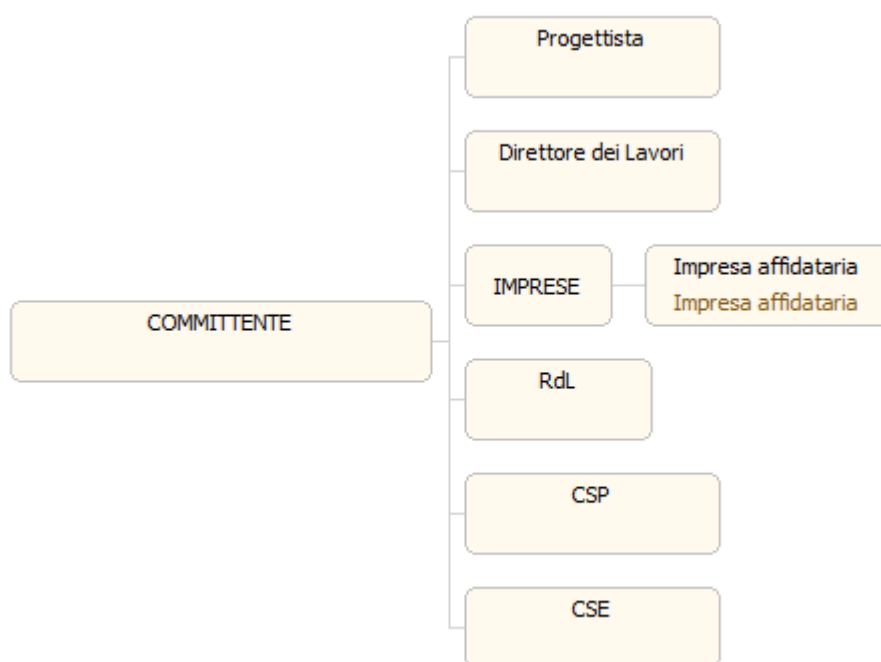 Progettista
Direttore dei Lavori
IMPRESE
Impresa affidataria
Impresa affidataria
COMMITTENTE
RdL
CSP
CSE